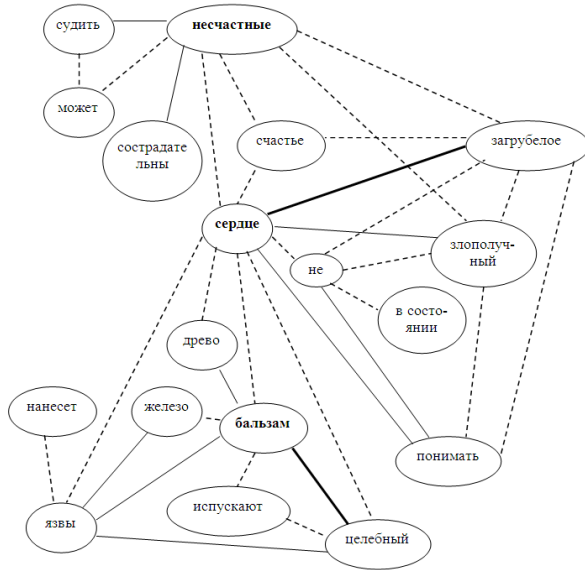 судить
несчастные
может
сострадате
льны
счастье
загрубелое
сердце
не
злополуч-
ный
в состо-
янии
древо
нанесет
железо
бальзам
понимать
испускают
язвы
целебный